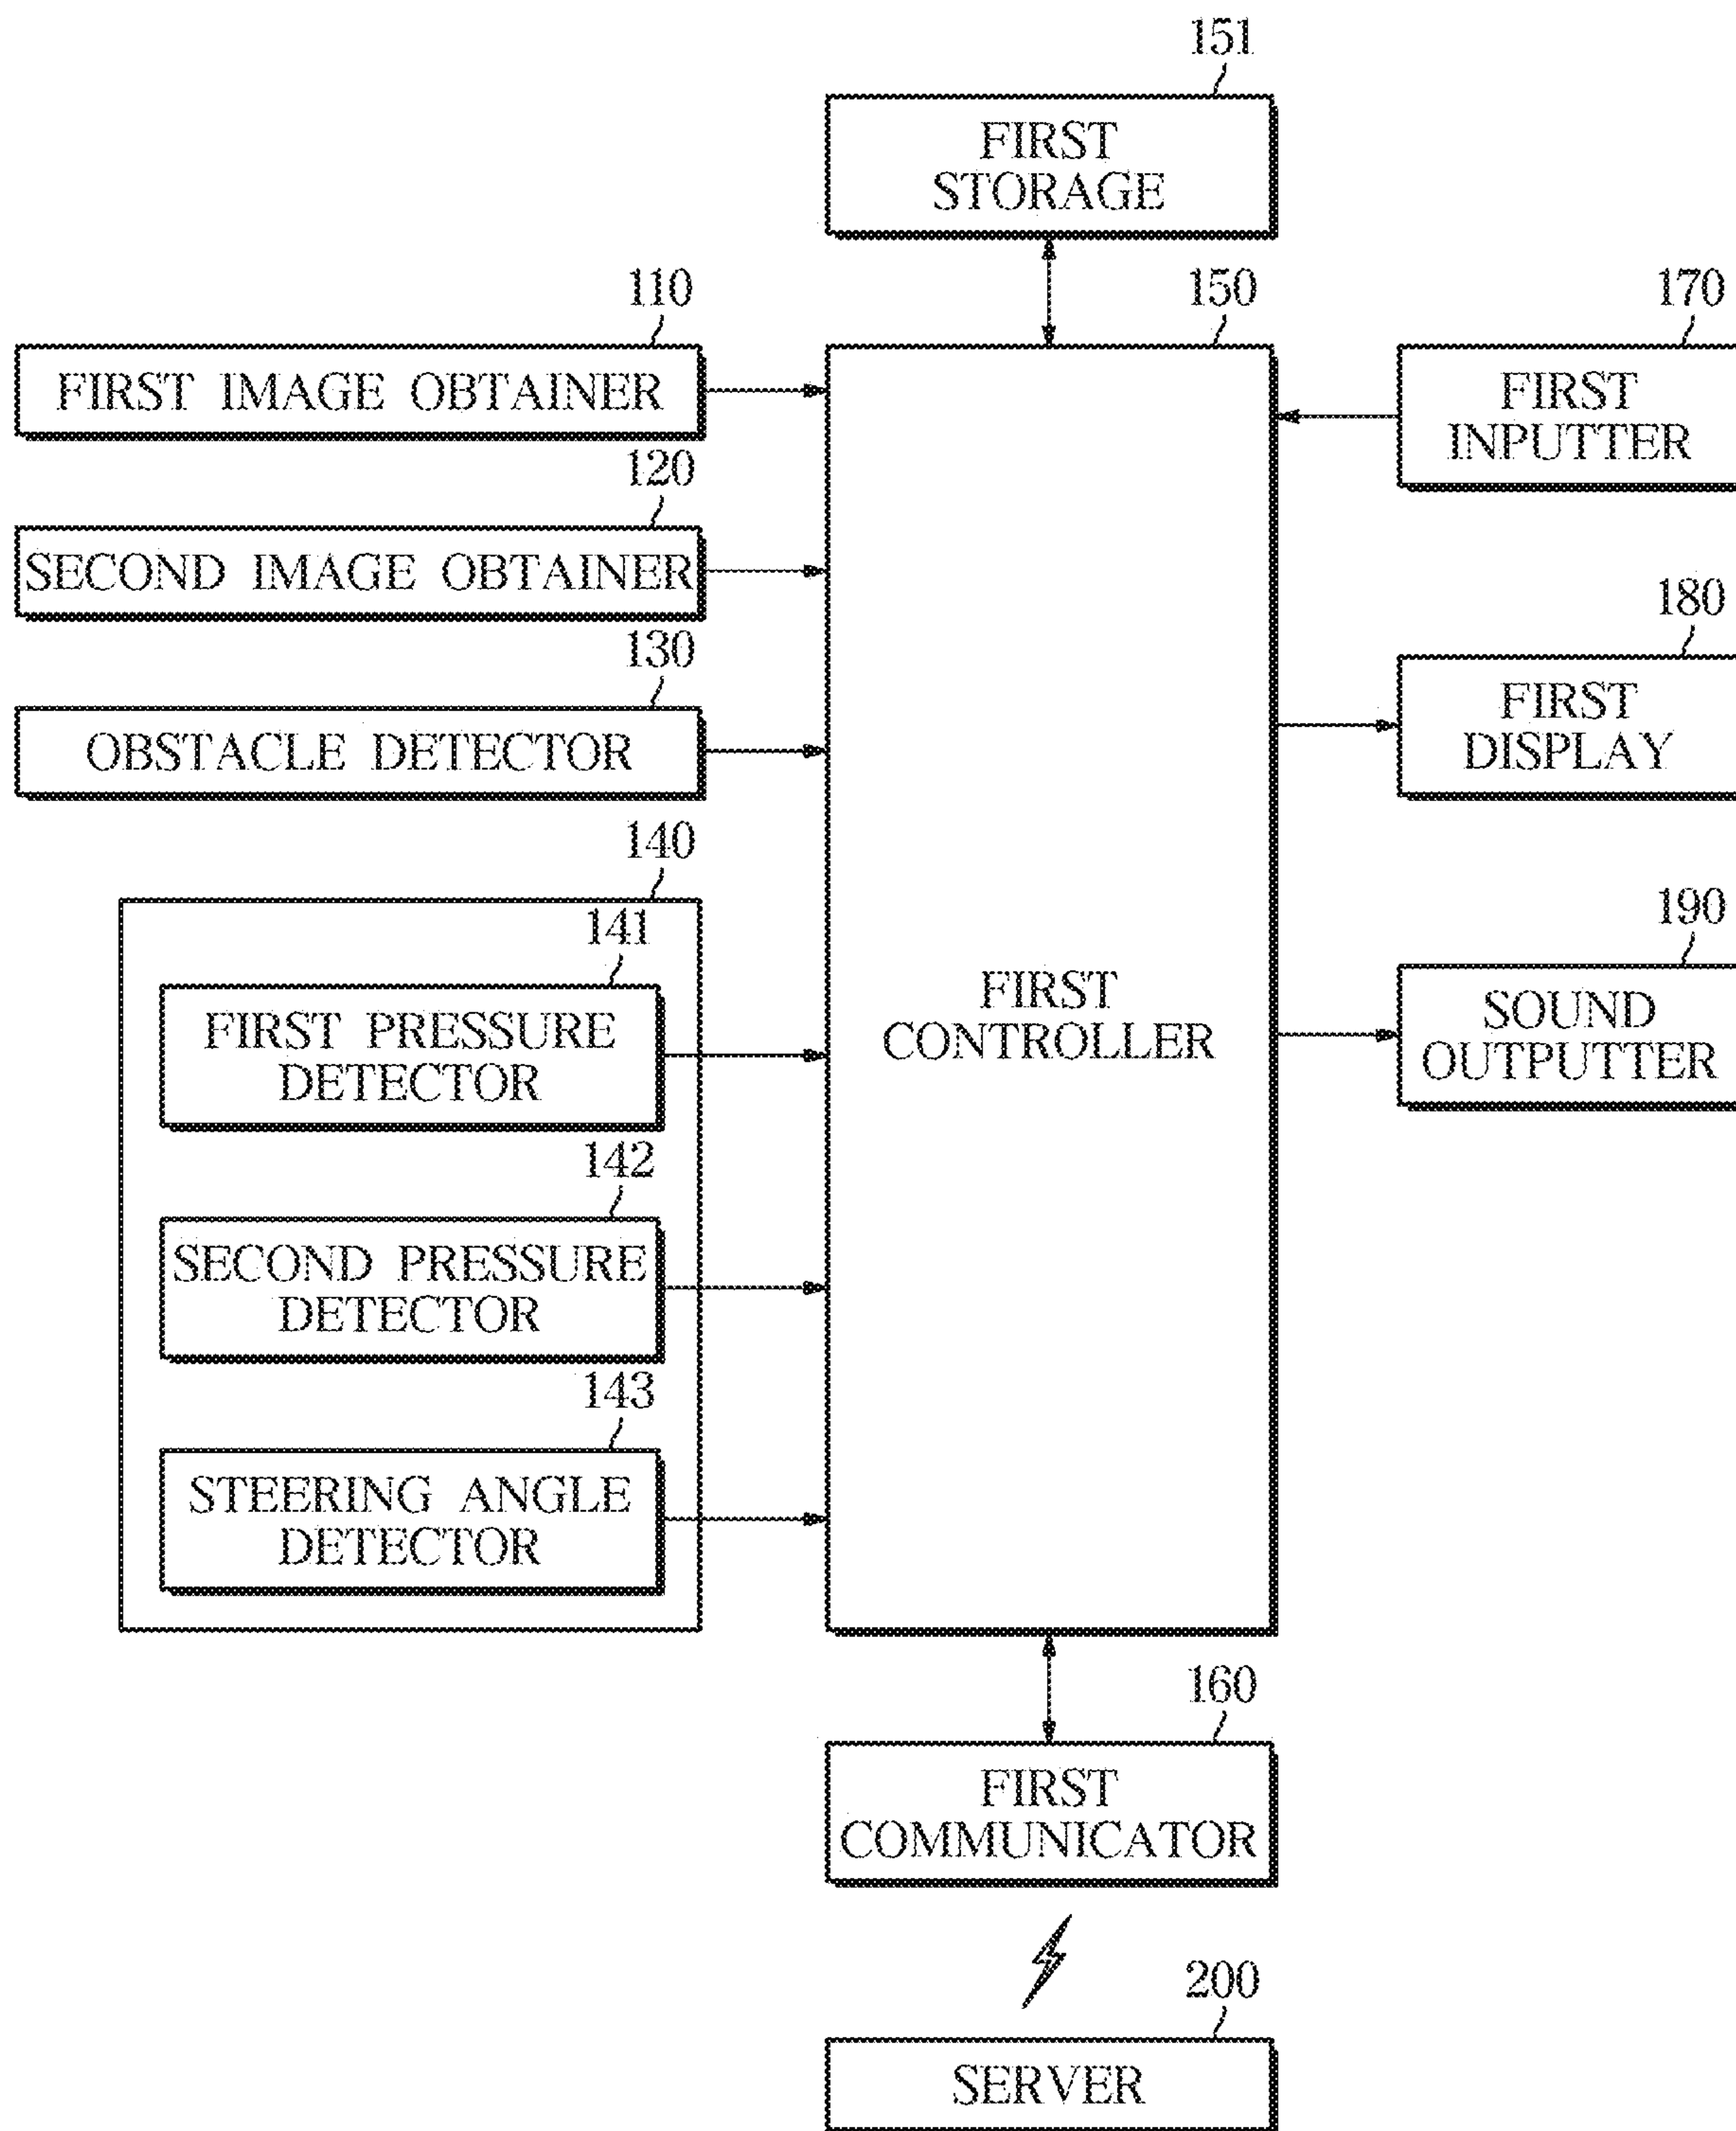 151
FIRST
STORAGE
110
150
170
FIRST IMAGE OBTAINER
FIRST
INPUTTER
120
SECOND IMAGE OBTAINER
180
130
FIRST
DISPLAY
OBSTACLE DETECTOR
140
190
141
FIRST PRESSURE
DETECTOR
FIRST
CONTROLLER
SOUND
OUTPUTTER
142
SECOND PRESSURE
DETECTOR
143
STEERING ANGLE
DETECTOR
160
FIRST
COMMUNICATOR
200
SERVER